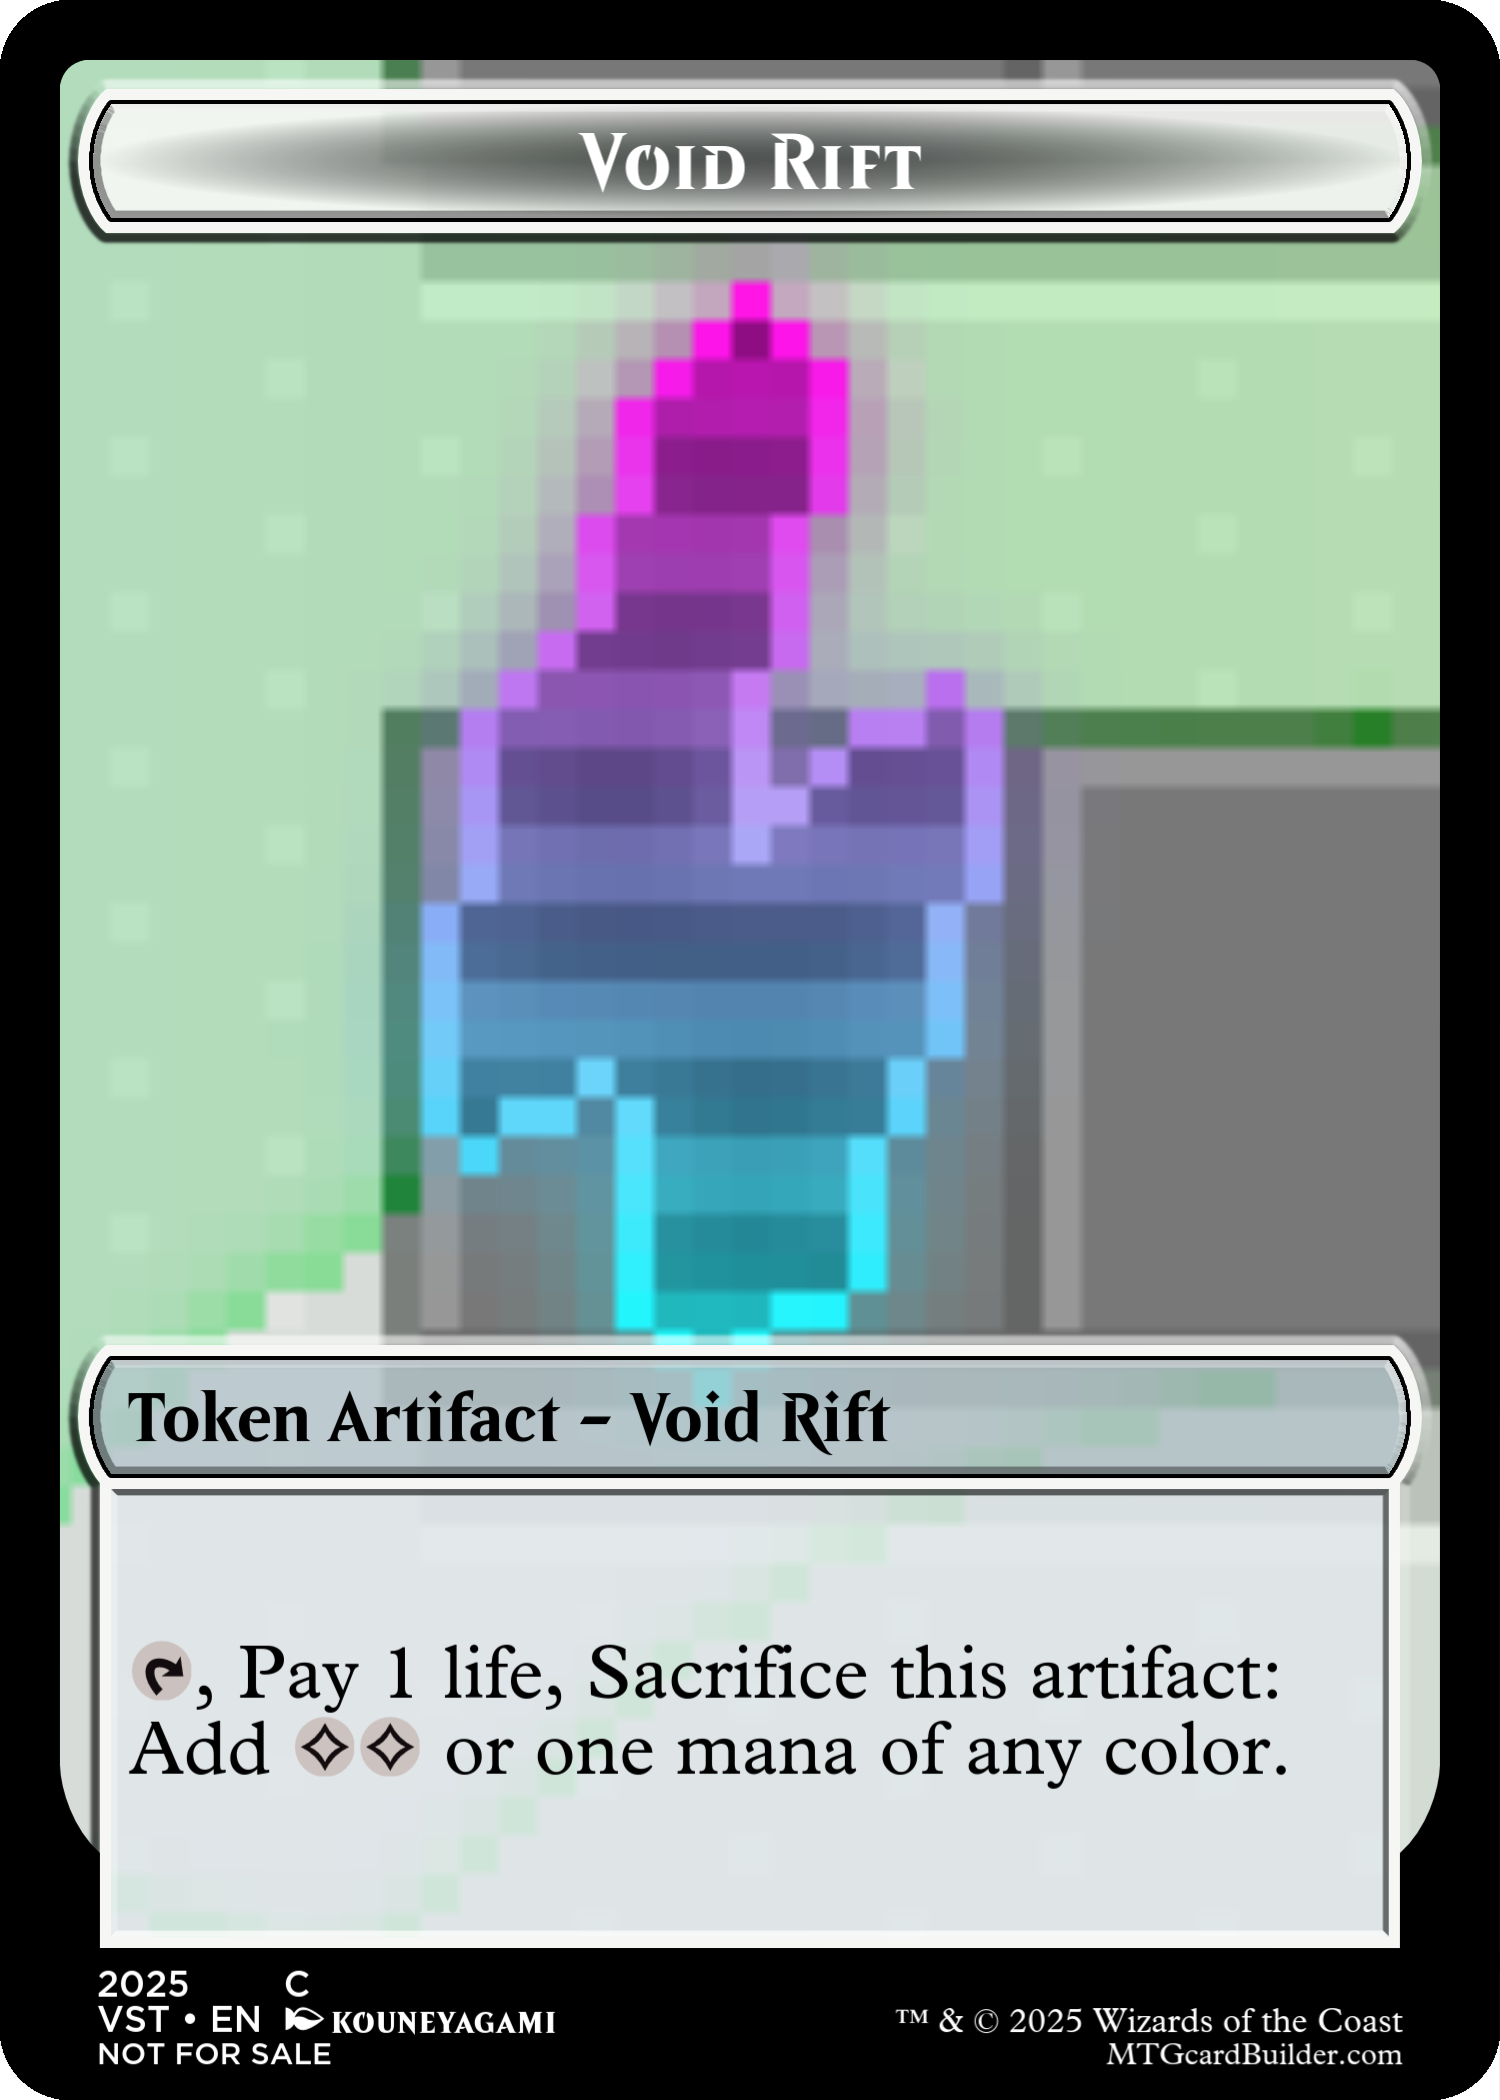 Void Rift
Token Artifact – Void Rift
, Pay 1 life, Sacrifice this artifact:
Add or one mana of any color.
2025 C
VST • EN KOUNEYAGAMI
NOT FOR SALE
™ & © 2025 Wizards of the Coast
MTGcardBuilder.com